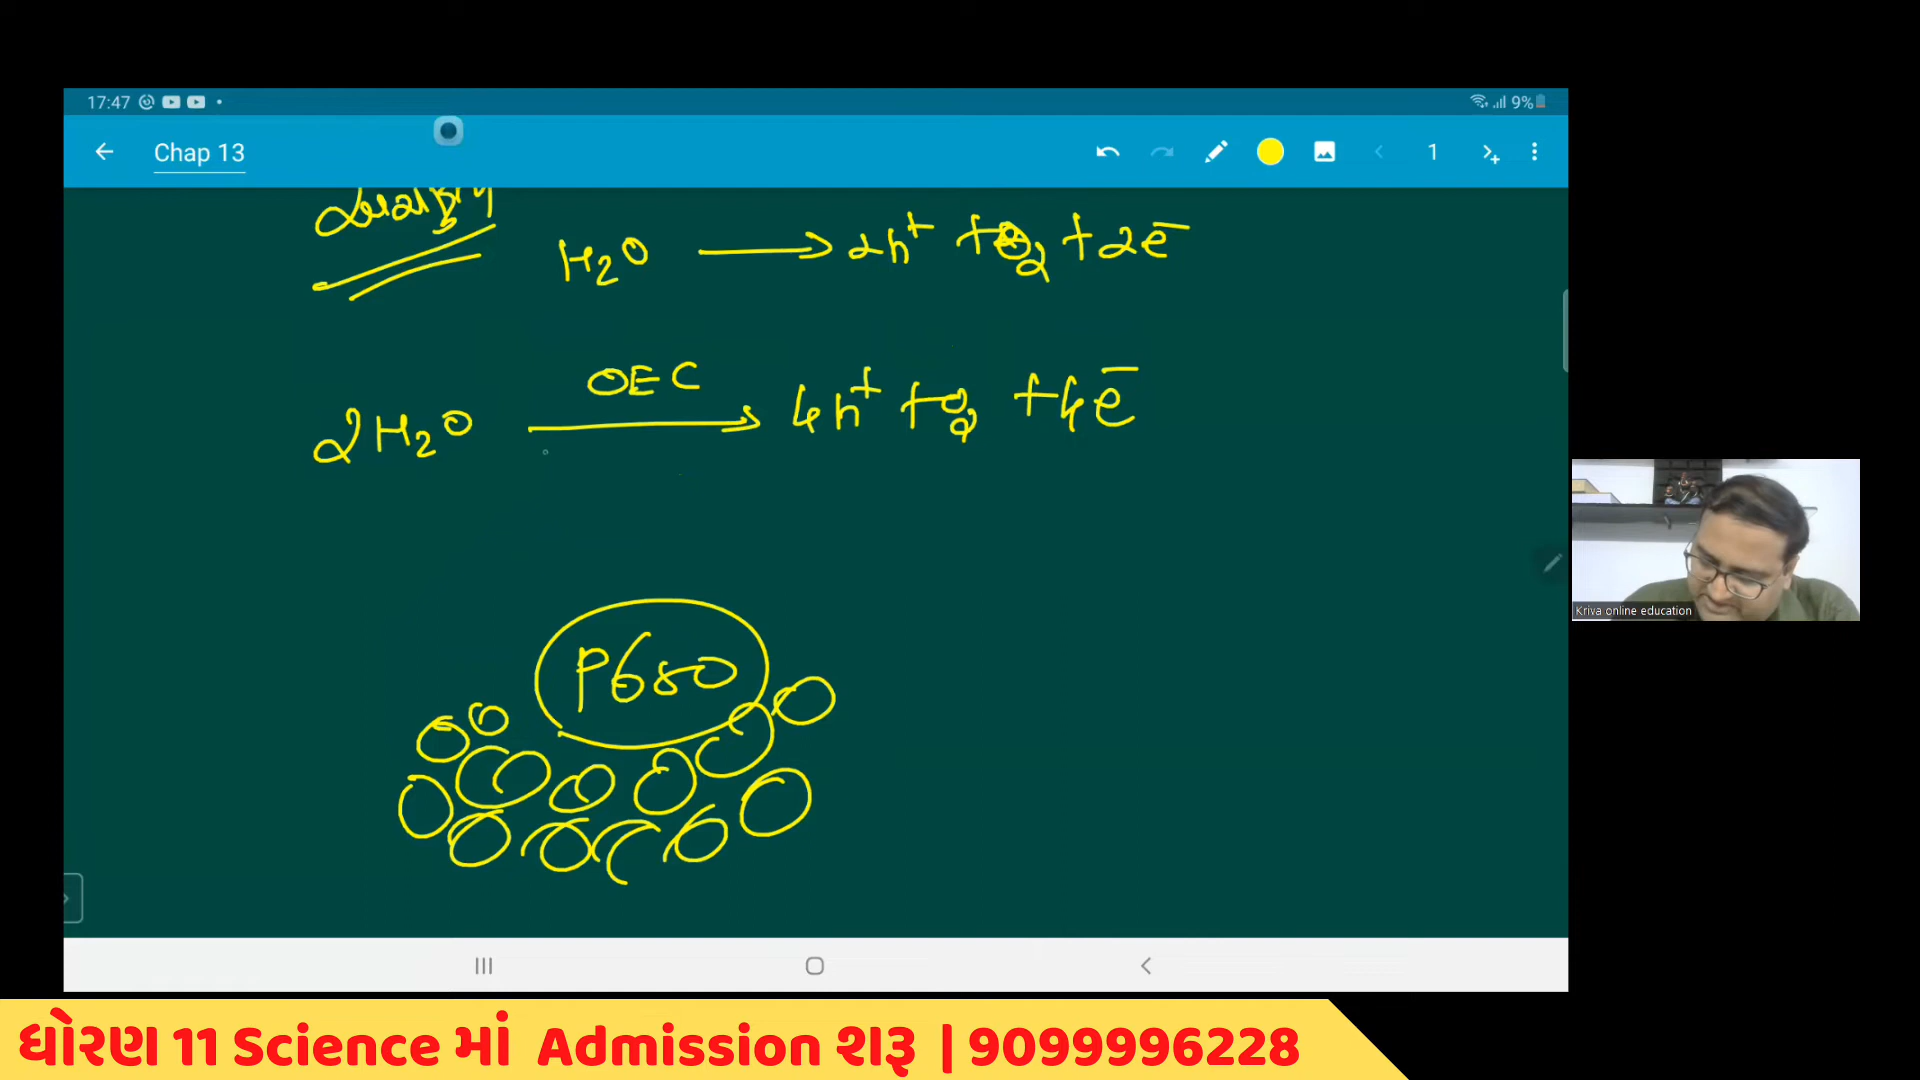 17:47 9%
Chap 13 1
H₂O → 2h⁺ + O₂ + 2e⁻
OEC
2H₂O → 4h⁺ + O₂ + 4e⁻
P680
Kriva online education
ધોરણ 11 Science માં Admission શરૂ | 9099996228